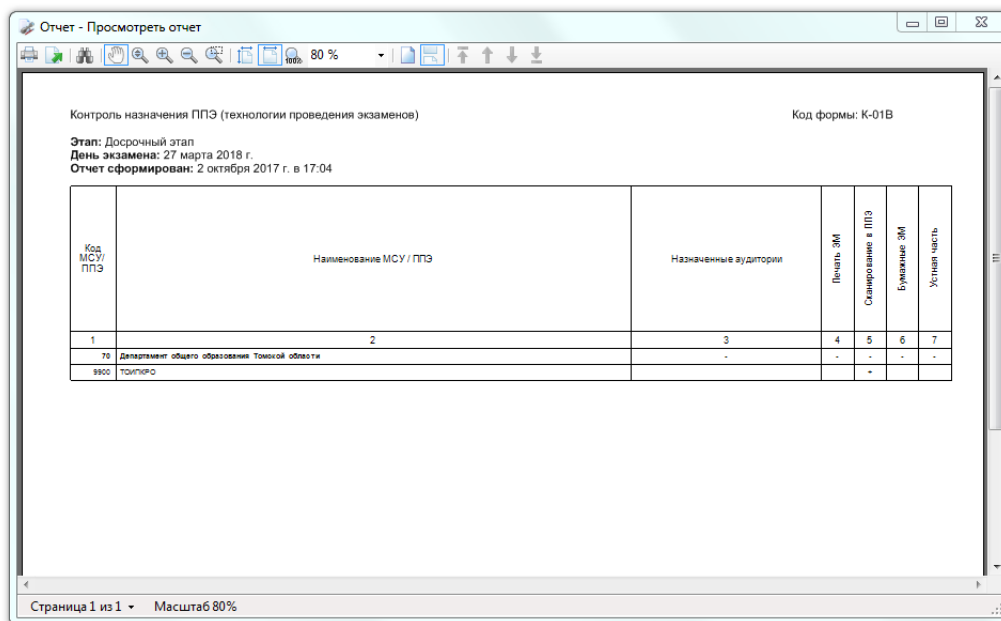 Отчет - Просмотреть отчет
80 %
Контроль назначения ППЭ (технологии проведения экзаменов)
Код формы: К-01В
Этап: Досрочный этап
День экзамена: 27 марта 2018 г.
Отчет сформирован: 2 октября 2017 г. в 17:04
Код МСУ/ ППЭ
Наименование МСУ / ППЭ
Назначенные аудитории
Печать ЭМ
Сканирование в ППЭ
Бумажные ЭМ
Устная часть
1 2 3 4 5 6 7
70 Департамент общего образования Томской области - - - - -
9900 ТОИПКРО +
Страница 1 из 1
Масштаб 80%